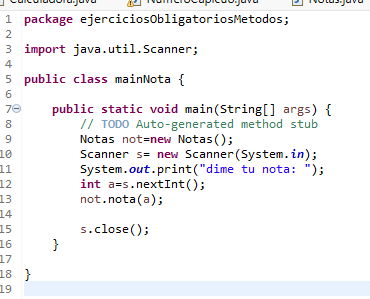 Calculadora.java NumeroCapicuo.java Notas.java
1 package ejerciciosObligatoriosMetodos;
2
3 import java.util.Scanner;
4
5 public class mainNota {
6
7 public static void main(String[] args) {
8 // TODO Auto-generated method stub
9 Notas not=new Notas();
10 Scanner s= new Scanner(System.in);
11 System.out.print("dime tu nota: ");
12 int a=s.nextInt();
13 not.nota(a);
14
15 s.close();
16 }
17
18 }
19